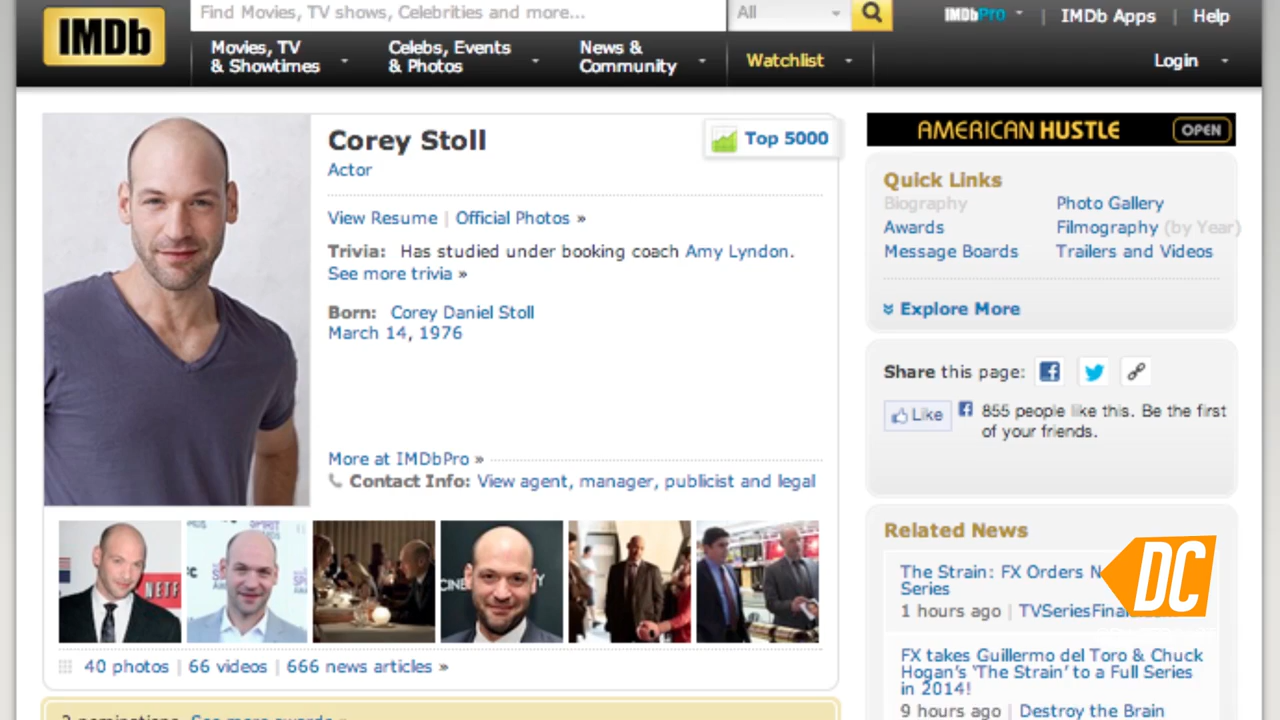 IMDb
Find Movies, TV shows, Celebrities and more...
All
IMDbPro
IMDb Apps
Help
Movies, TV
& Showtimes
Celebs, Events
& Photos
News &
Community
Watchlist
Login
Corey Stoll
Top 5000
Actor
View Resume | Official Photos »
Trivia: Has studied under booking coach Amy Lyndon.
See more trivia »
Born: Corey Daniel Stoll
March 14, 1976
More at IMDbPro »
Contact Info: View agent, manager, publicist and legal
NETF
40 photos | 66 videos | 666 news articles »
See more awards »
AMERICAN HUSTLE
OPEN
Quick Links
Biography
Photo Gallery
Awards
Filmography (by Year)
Message Boards
Trailers and Videos
Explore More
Share this page:
Like
855 people like this. Be the first
of your friends.
Related News
The Strain: FX Orders
Series
1 hours ago |
DC
FX takes Guillermo del Toro & Chuck
Hogan's 'The Strain' to a Full Series
in 2014!
9 hours ago | Destroy the Brain